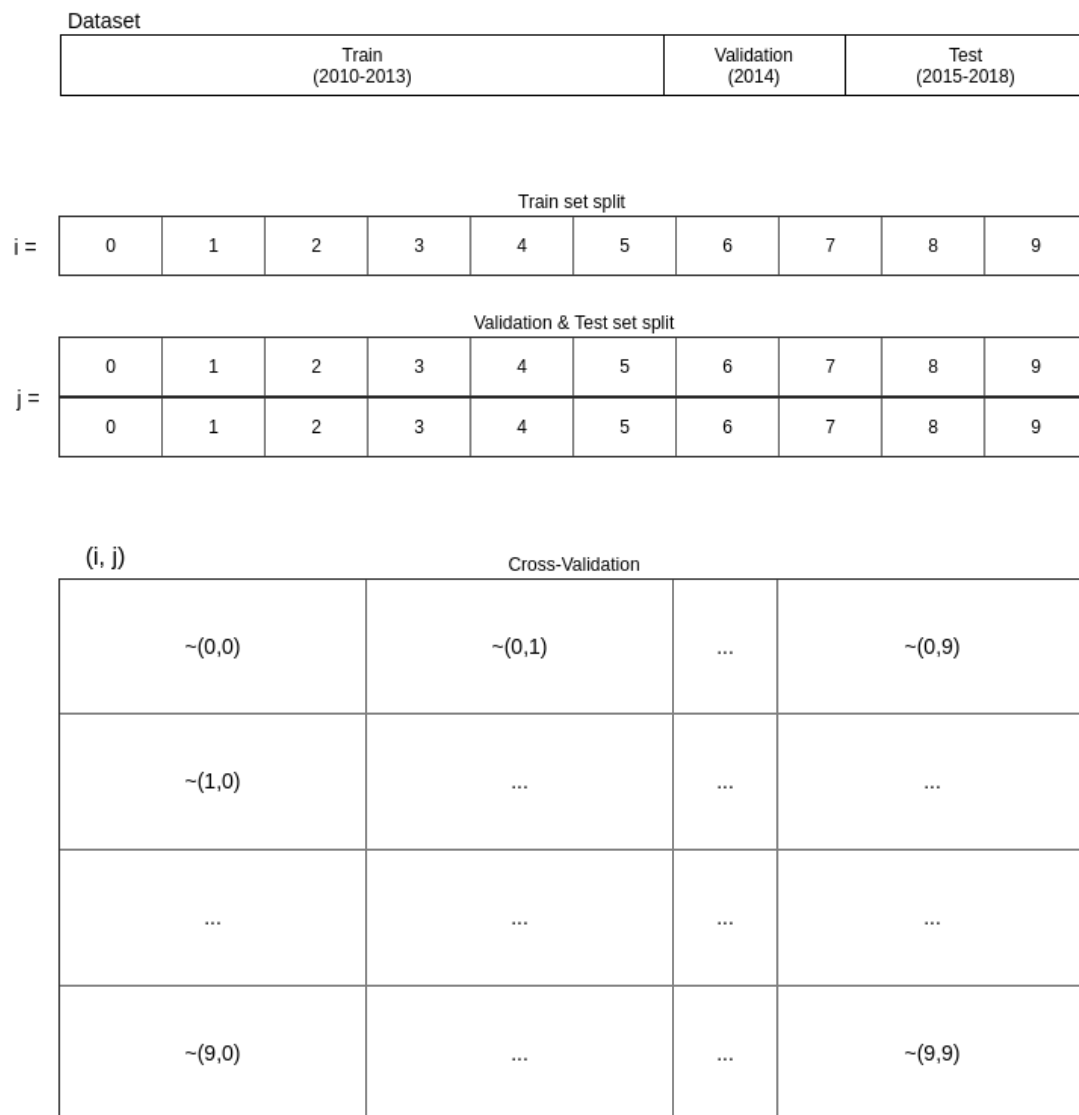 Dataset
Train Validation Test
(2010-2013) (2014) (2015-2018)
Train set split
i = 0 1 2 3 4 5 6 7 8 9
Validation & Test set split
0 1 2 3 4 5 6 7 8 9
j =
0 1 2 3 4 5 6 7 8 9
(i, j)
Cross-Validation
~(0,0) ~(0,1) ... ~(0,9)
~(1,0) ... ... ...
... ... ... ...
~(9,0) ... ... ~(9,9)